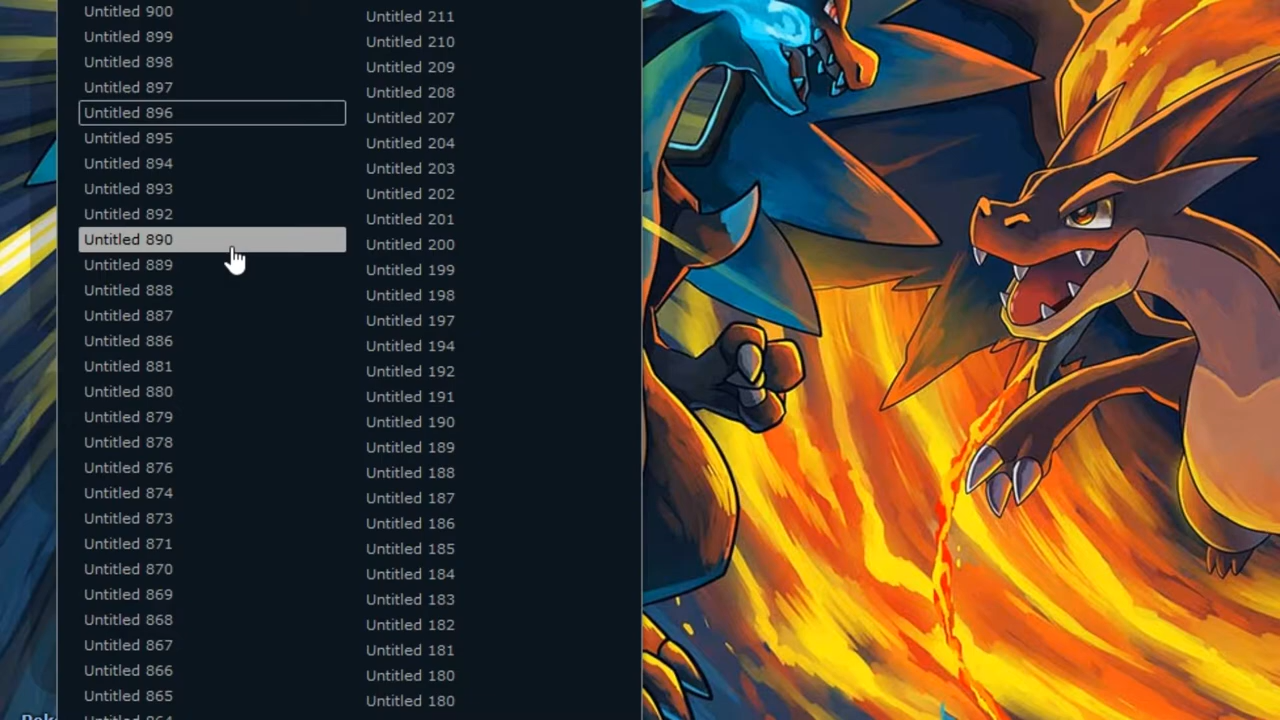 Untitled 900
Untitled 899
Untitled 898
Untitled 897
Untitled 896
Untitled 895
Untitled 894
Untitled 893
Untitled 892
Untitled 890
Untitled 889
Untitled 888
Untitled 887
Untitled 886
Untitled 881
Untitled 880
Untitled 879
Untitled 878
Untitled 876
Untitled 874
Untitled 873
Untitled 871
Untitled 870
Untitled 869
Untitled 868
Untitled 867
Untitled 866
Untitled 865
Untitled 211
Untitled 210
Untitled 209
Untitled 208
Untitled 207
Untitled 204
Untitled 203
Untitled 202
Untitled 201
Untitled 200
Untitled 199
Untitled 198
Untitled 197
Untitled 194
Untitled 192
Untitled 191
Untitled 190
Untitled 189
Untitled 188
Untitled 187
Untitled 186
Untitled 185
Untitled 184
Untitled 183
Untitled 182
Untitled 181
Untitled 180
Untitled 180